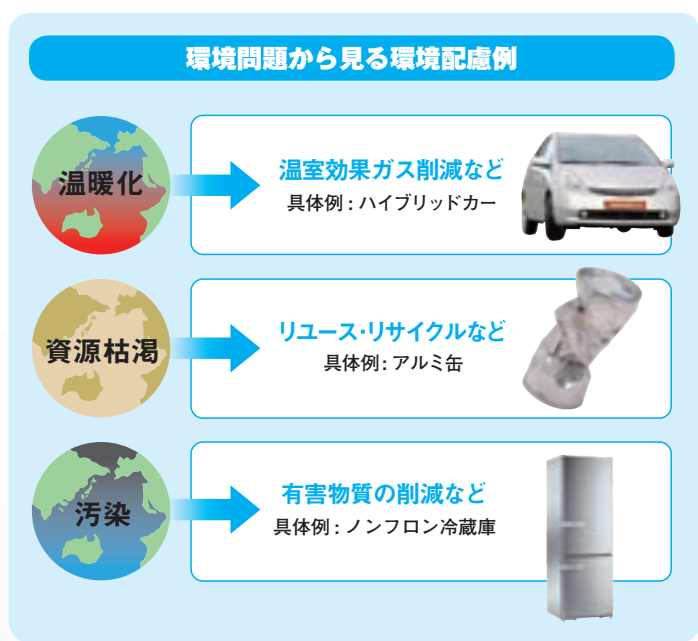 環境問題から見る環境配慮例
温暖化
温室効果ガス削減など
具体例：ハイブリッドカー
資源枯渇
リユース・リサイクルなど
具体例：アルミ缶
汚染
有害物質の削減など
具体例：ノンフロン冷蔵庫